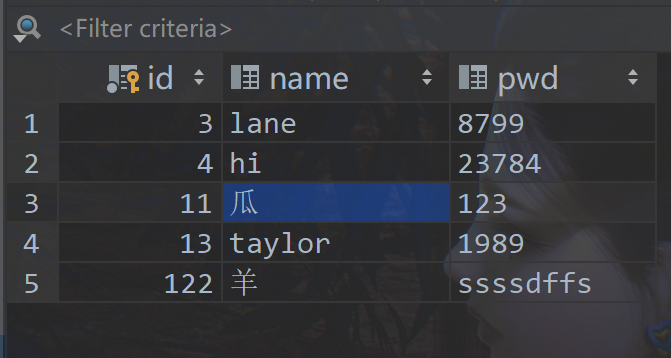 <Filter criteria>
id name pwd
1 3 lane 8799
2 4 hi 23784
3 11 瓜 123
4 13 taylor 1989
5 122 羊 ssssdffs